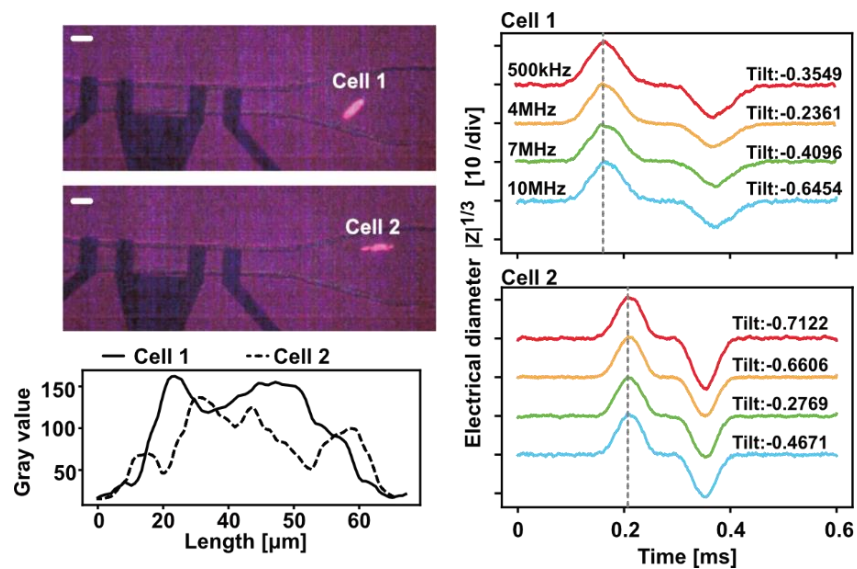 Cell 1
Cell 2
Cell 1
Cell 2
Gray value
150
100
50
0
20
40
60
Length [µm]
Cell 1
500kHz
Tilt:-0.3549
4MHz
Tilt:-0.2361
7MHz
Tilt:-0.4096
10MHz
Tilt:-0.6454
Electrical diameter |Z|1/3 [10 /div]
Cell 2
Tilt:-0.7122
Tilt:-0.6606
Tilt:-0.2769
Tilt:-0.4671
0
0.2
0.4
0.6
Time [ms]